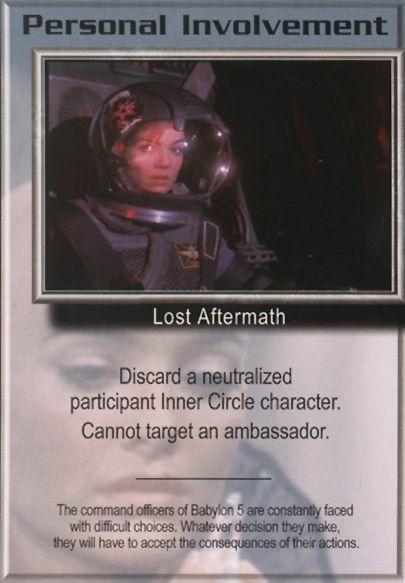 Personal Involvement
Lost Aftermath
Discard a neutralized
participant Inner Circle character.
Cannot target an ambassador.
The command officers of Babylon 5 are constantly faced
with difficult choices. Whatever decision they make,
they will have to accept the consequences of their actions.